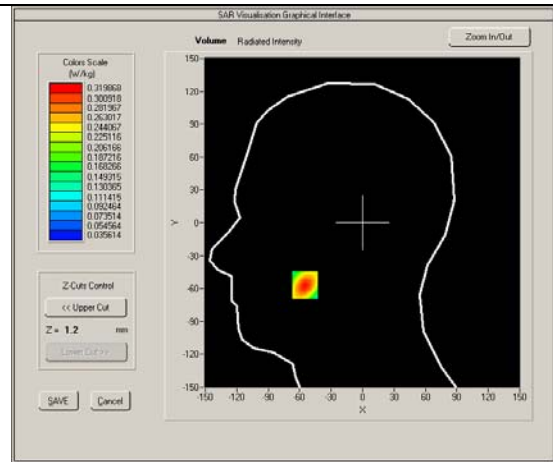 SAR Visualisation Graphical Interface
Volume Radiated Intensity
Zoom In/Out
Colors Scale
(W/kg)
0.319868
0.300918
0.281967
0.263017
0.244067
0.225116
0.206166
0.187216
0.168266
0.149315
0.130365
0.111415
0.092464
0.073514
0.054564
0.035614
Z-Cuts Control
<< Upper Cut
Z = 1.2 mm
Lower Cut >>
SAVE Cancel
150
120
90
60
30
0
-30
-60
-90
-120
-150
Y
-150 -120 -90 -60 -30 0 30 60 90 120 150
X